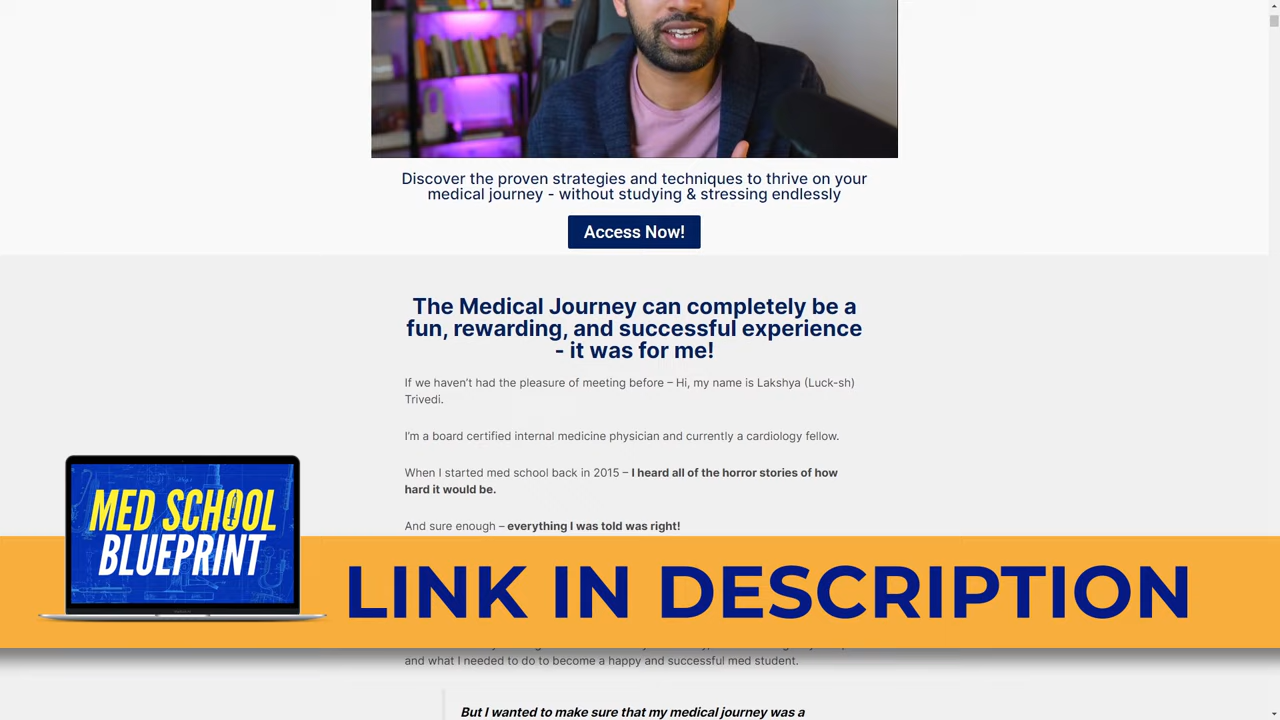 Discover the proven strategies and techniques to thrive on your
medical journey - without studying & stressing endlessly
Access Now!
The Medical Journey can completely be a
fun, rewarding, and successful experience
- it was for me!
If we haven’t had the pleasure of meeting before – Hi, my name is Lakshya (Luck-sh)
Trivedi.
I’m a board certified internal medicine physician and currently a cardiology fellow.
When I started med school back in 2015 – I heard all of the horror stories of how
hard it would be.
And sure enough – everything I was told was right!
MED SCHOOL
BLUEPRINT
LINK IN DESCRIPTION
and what I needed to do to become a happy and successful med student.
But I wanted to make sure that my medical journey was a